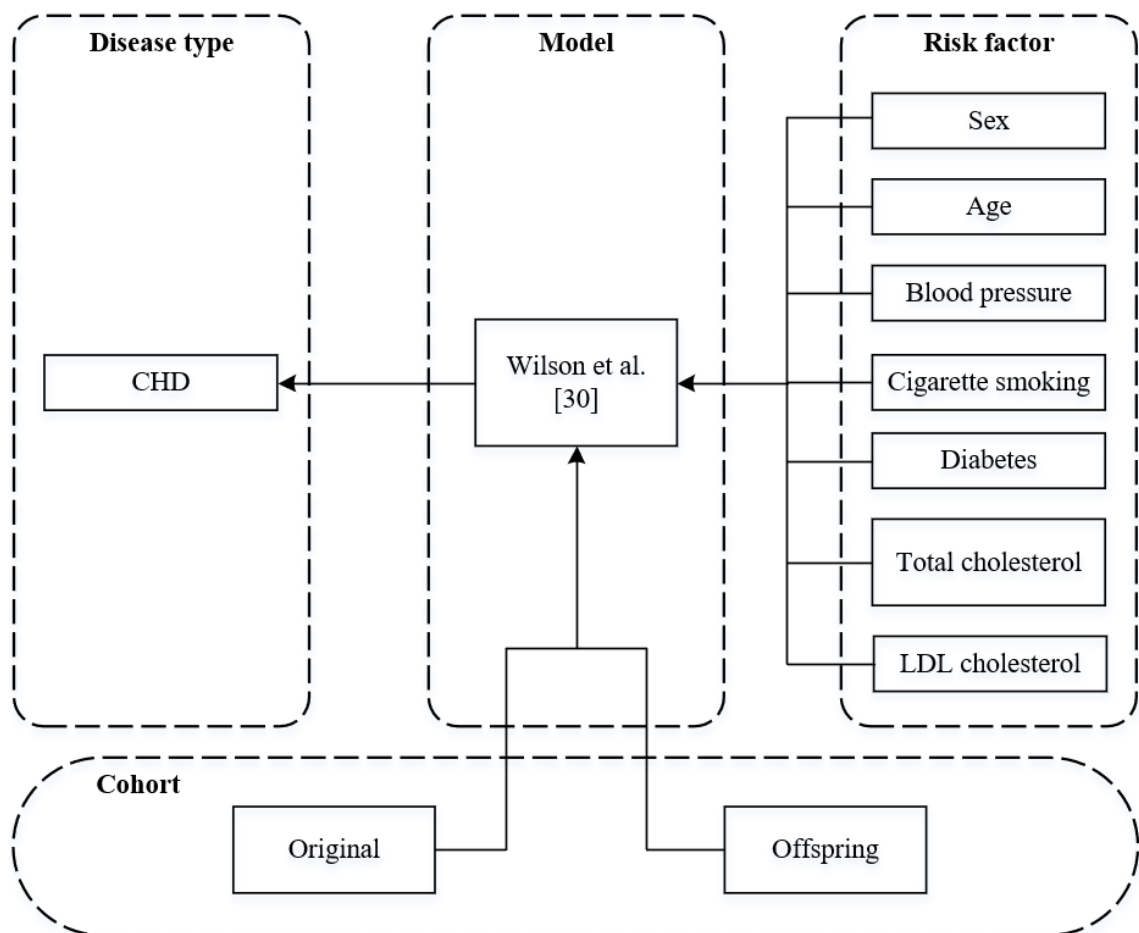 Disease type
Model
Risk factor
Sex
Age
Blood pressure
CHD
Wilson et al.
[30]
Cigarette smoking
Diabetes
Total cholesterol
LDL cholesterol
Cohort
Original
Offspring